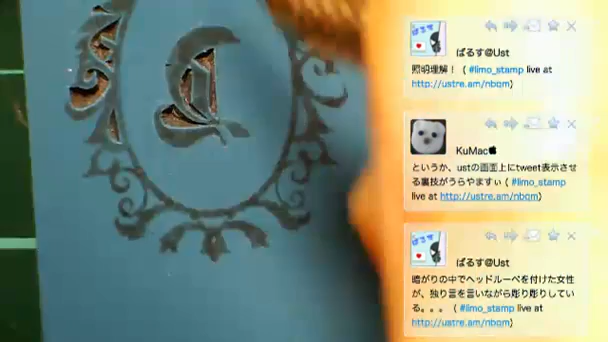 ぱるす@Ust
照明理解！ ( #limo_stamp live at
http://ustre.am/nbqm)
KuMac
というか、ustの画面上にtweet表示させ
る裏技がうらやますぃ ( #limo_stamp
live at http://ustre.am/nbqm)
ぱるす@Ust
暗がりの中でヘッドルーペを付けた女性
が、独り言を言いながら彫り彫りしてい
る。。。 ( #limo_stamp live at
http://ustre.am/nbqm)